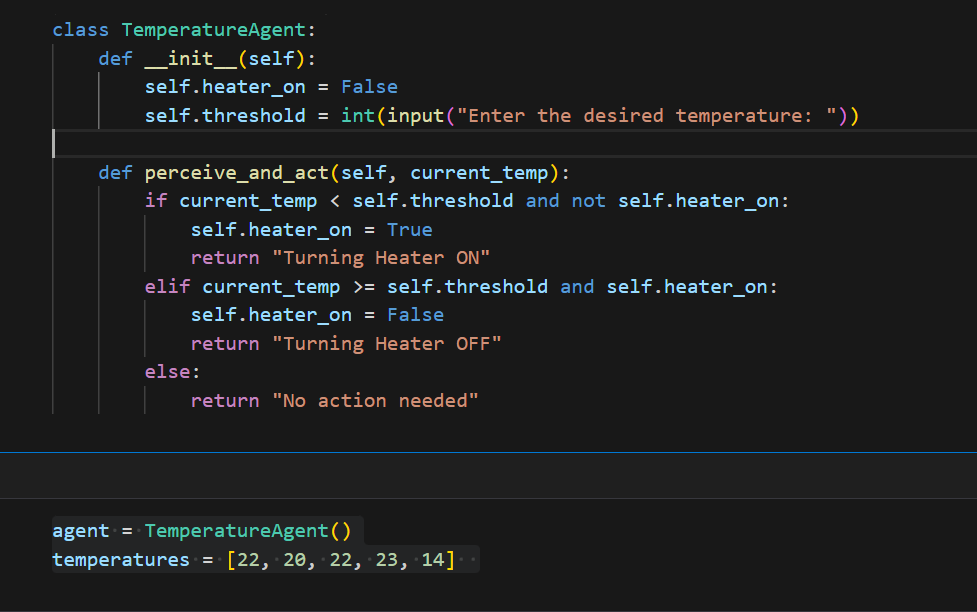 class TemperatureAgent:
    def __init__(self):
        self.heater_on = False
        self.threshold = int(input("Enter the desired temperature: "))

    def perceive_and_act(self, current_temp):
        if current_temp < self.threshold and not self.heater_on:
            self.heater_on = True
            return "Turning Heater ON"
        elif current_temp >= self.threshold and self.heater_on:
            self.heater_on = False
            return "Turning Heater OFF"
        else:
            return "No action needed"

agent = TemperatureAgent()
temperatures = [22, 20, 22, 23, 14]